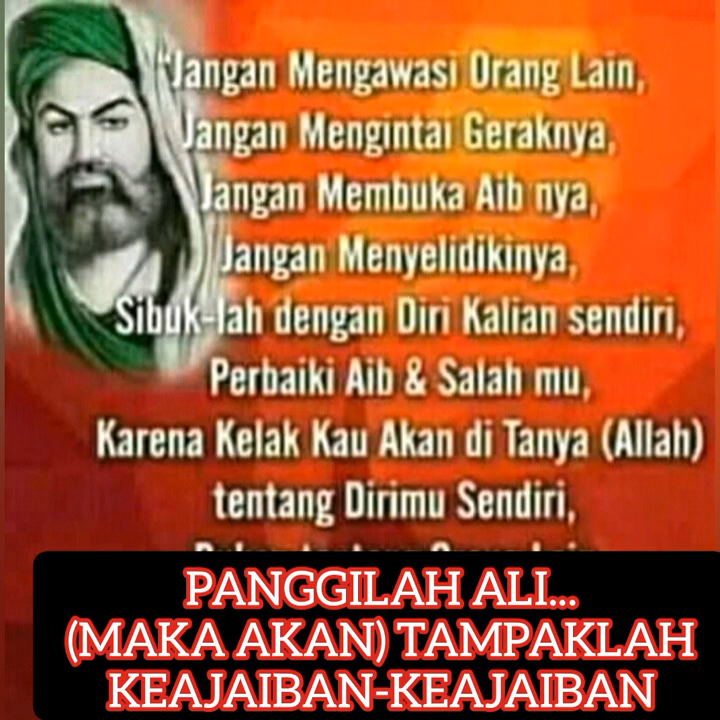 "Jangan Mengawasi Orang Lain,
Jangan Mengintai Geraknya,
Jangan Membuka Aib nya,
Jangan Menyelidikinya,
Sibuk-lah dengan Diri Kalian sendiri,
Perbaiki Aib & Salah mu,
Karena Kelak Kau Akan di Tanya (Allah)
tentang Dirimu Sendiri,
PANGGILAH ALI...
(MAKA AKAN) TAMPAKLAH
KEAJAIBAN-KEAJAIBAN